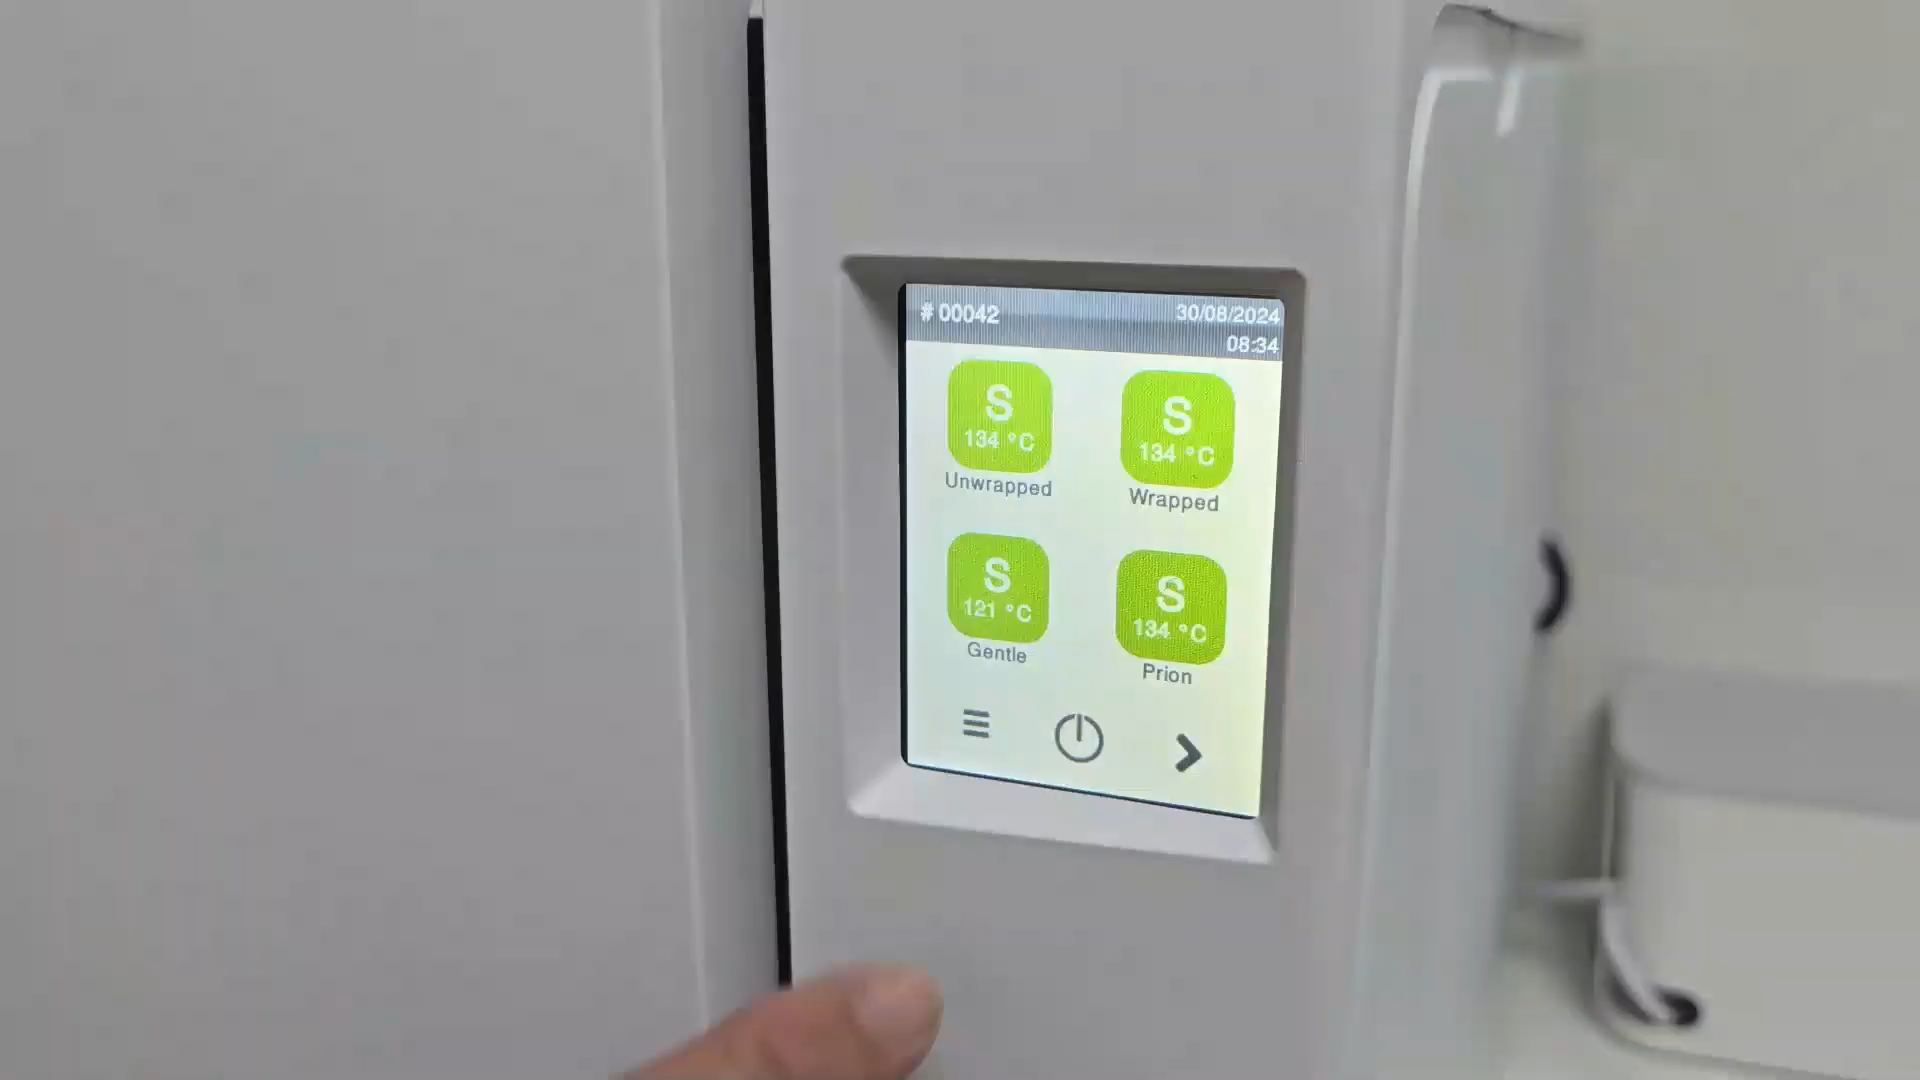 # 00042
30/08/2024
08:34
S
134 °C
Unwrapped
S
134 °C
Wrapped
S
121 °C
Gentle
S
134 °C
Prion